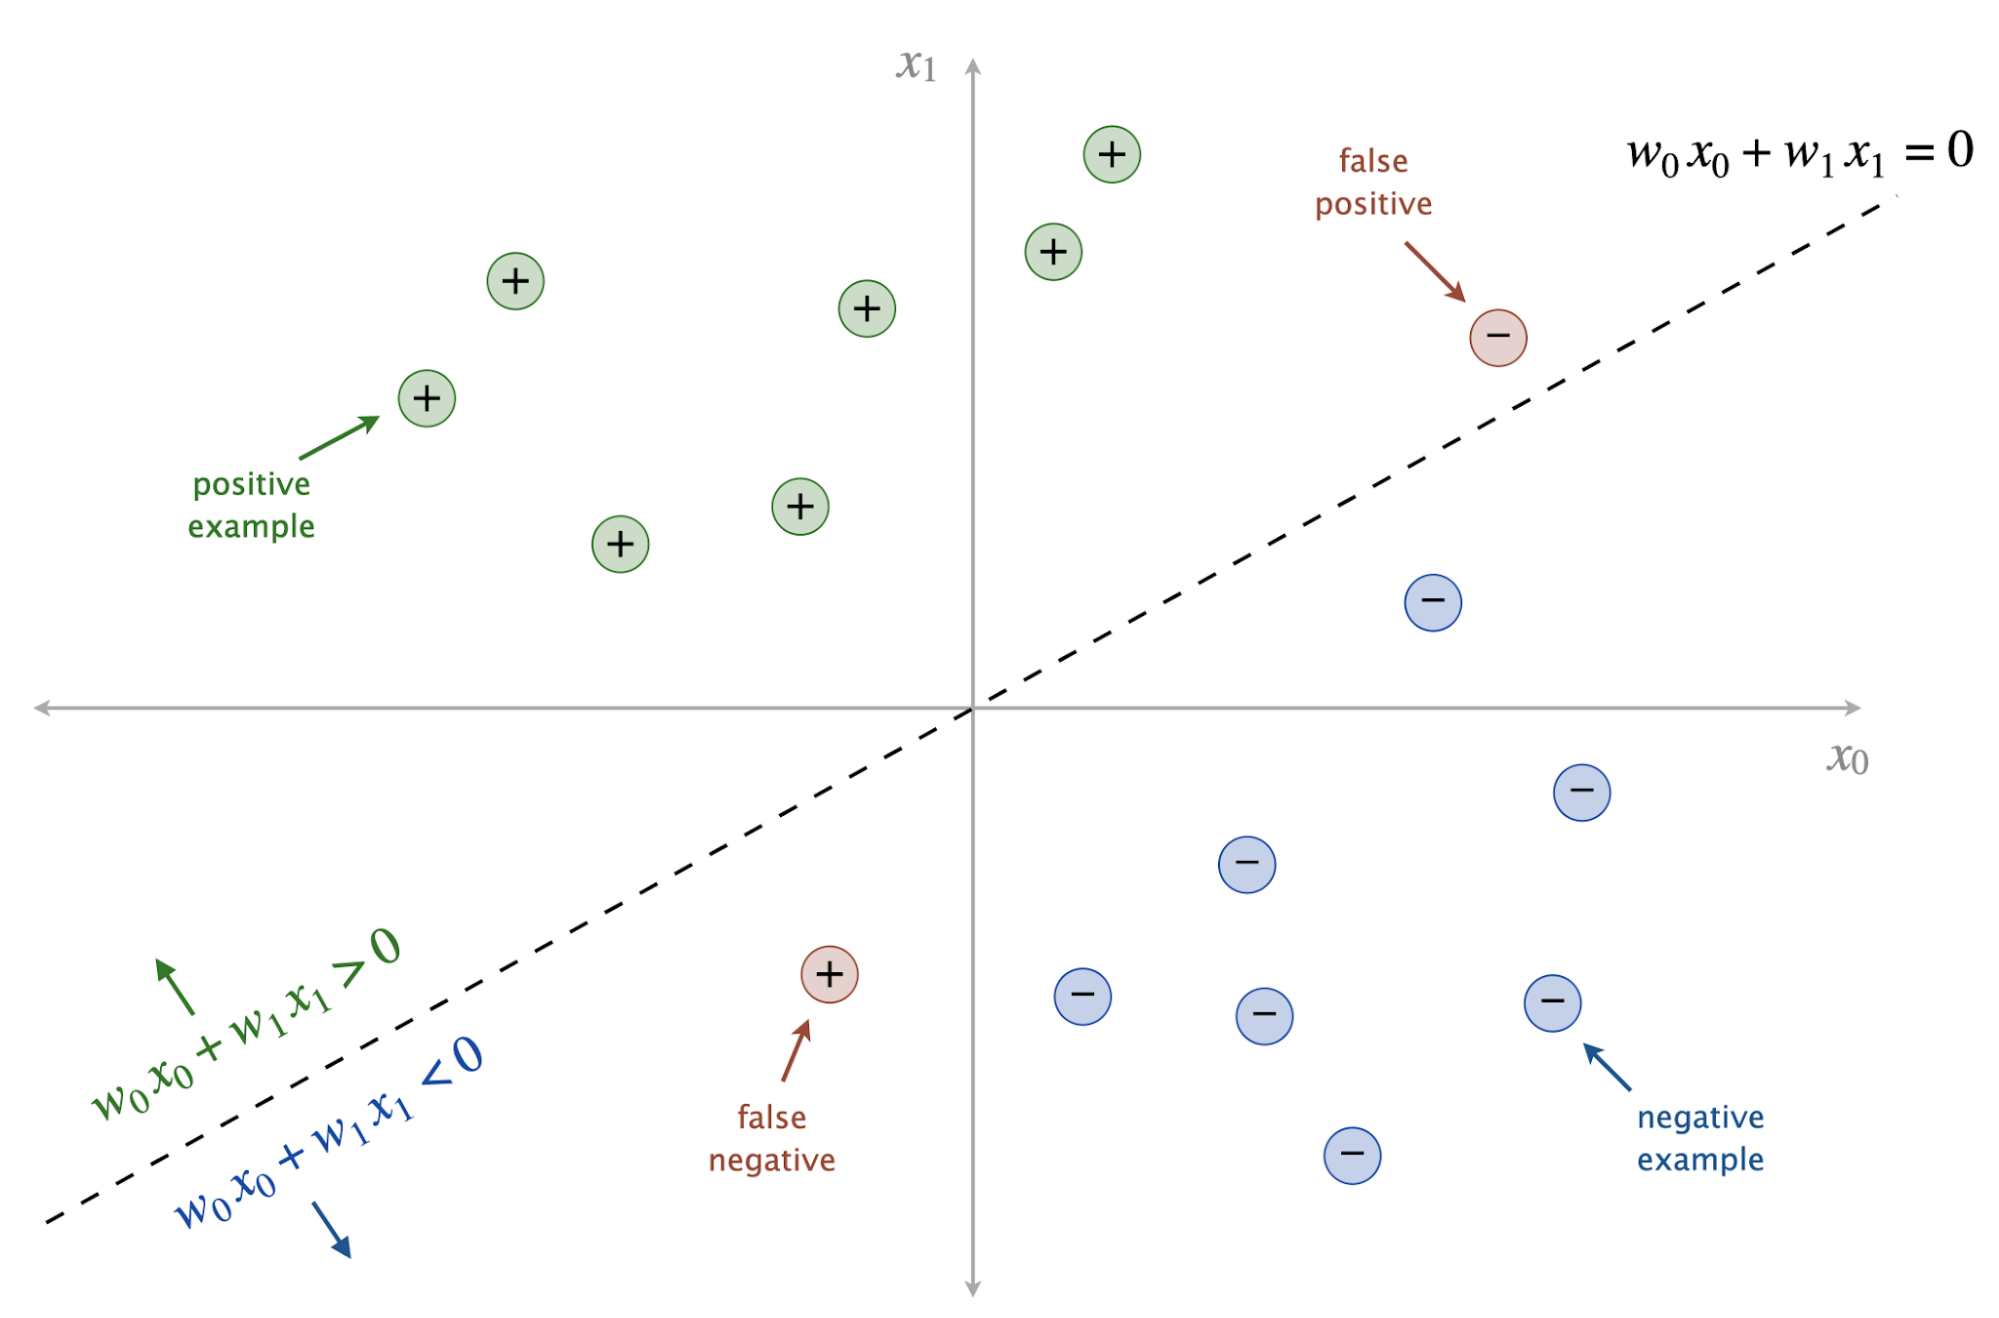 x₁
w₀x₀ + w₁x₁ = 0
false
positive
+
+
+
+
−
+
positive
example
+
+
−
x₀
−
−
w₀x₀ + w₁x₁ > 0
+
−
−
−
w₀x₀ + w₁x₁ < 0
false
negative
negative
example
−